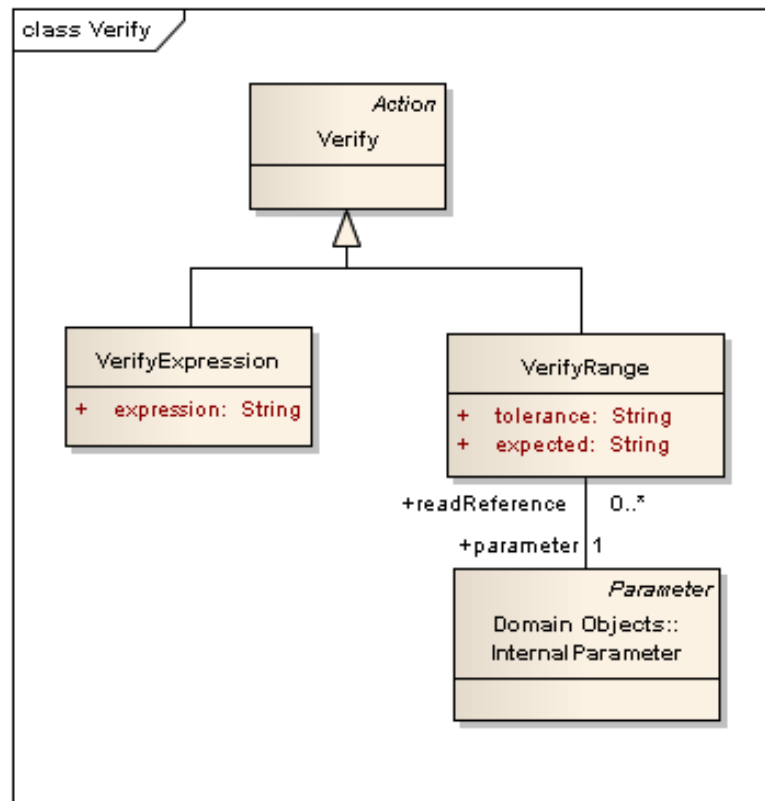 class Verify
Action
Verify
VerifyExpression
+ expression: String
VerifyRange
+ tolerance: String
+ expected: String
+readReference 0..*
+parameter 1
Parameter
Domain Objects::
InternalParameter